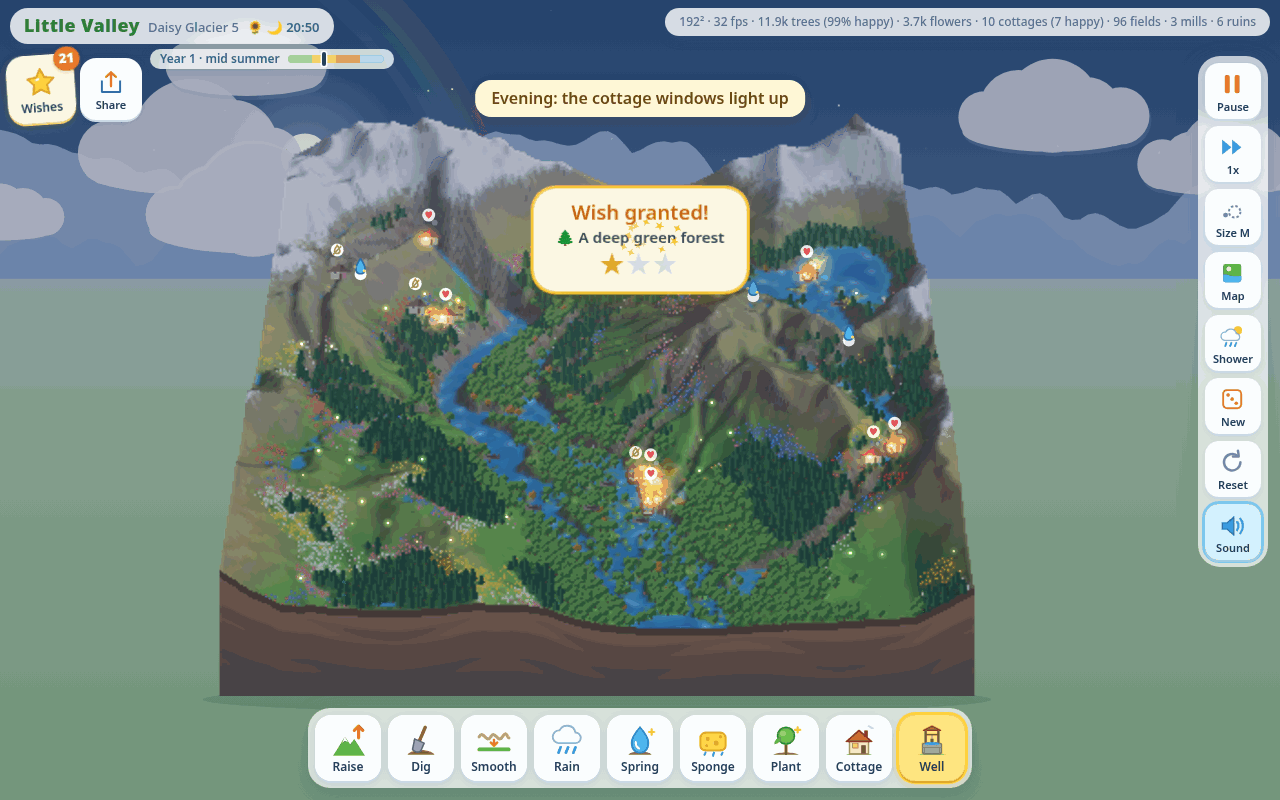 Little Valley Daisy Glacier 5 20:50
192² · 32 fps · 11.9k trees (99% happy) · 3.7k flowers · 10 cottages (7 happy) · 96 fields · 3 mills · 6 ruins
Year 1 · mid summer
21
Wishes
Share
Evening: the cottage windows light up
Wish granted!
A deep green forest
Pause
1x
Size M
Map
Shower
New
Reset
Sound
Raise
Dig
Smooth
Rain
Spring
Sponge
Plant
Cottage
Well